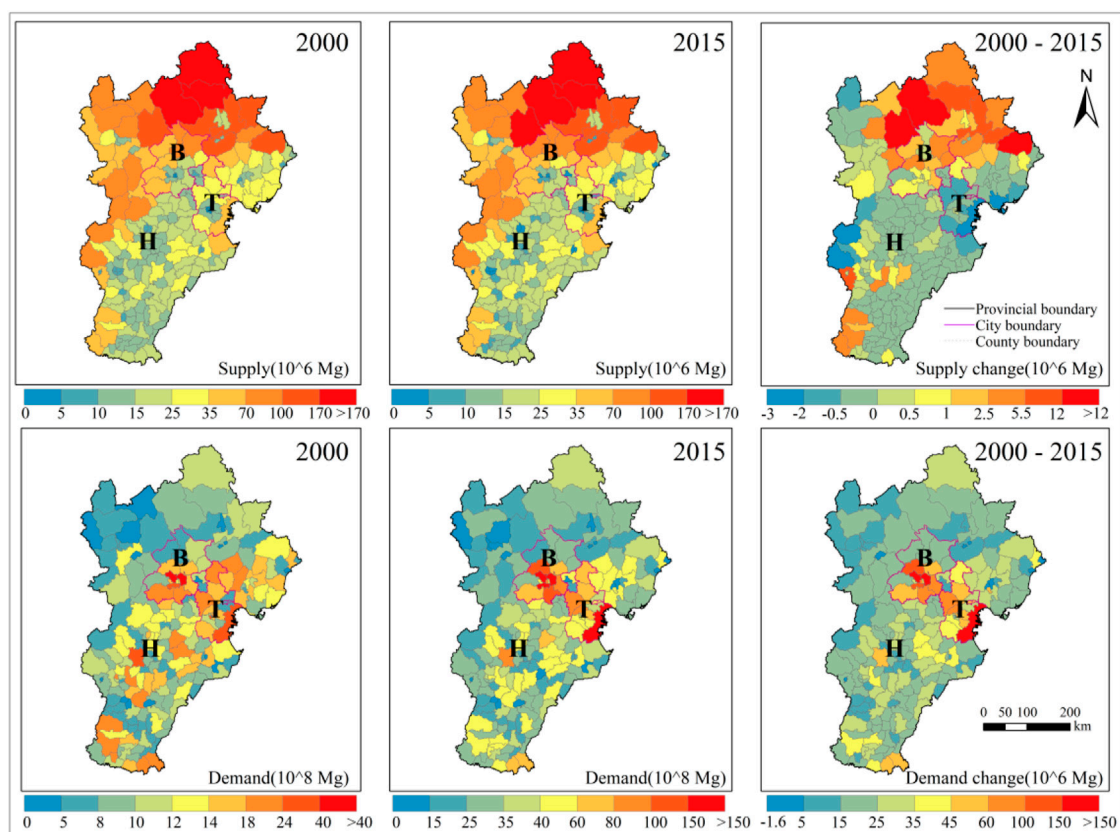 2000
B
T
H
Supply(10^6 Mg)
0 5 10 15 25 35 70 100 170 >170
2015
B
T
H
Supply(10^6 Mg)
0 5 10 15 25 35 70 100 170 >170
2000 - 2015
N
B
T
H
Provincial boundary
City boundary
County boundary
Supply change(10^6 Mg)
-3 -2 -0.5 0 0.5 1 2.5 5.5 12 >12
2000
B
T
H
Demand(10^8 Mg)
0 5 8 10 12 14 18 24 40 >40
2015
B
T
H
Demand(10^8 Mg)
0 15 25 35 45 60 80 100 150 >150
2000 - 2015
B
T
H
0 50 100 200
km
Demand change(10^6 Mg)
-1.6 5 15 25 35 45 60 100 150 >150